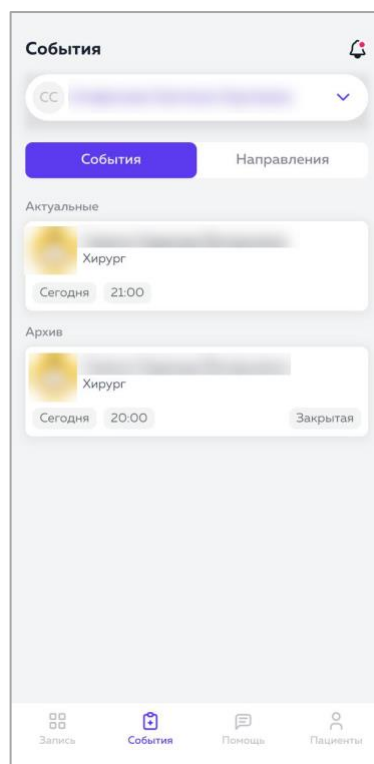 События
СС
События Направления
Актуальные
Хирург
Сегодня 21:00
Архив
Хирург
Сегодня 20:00 Закрытая
Запись События Помощь Пациенты